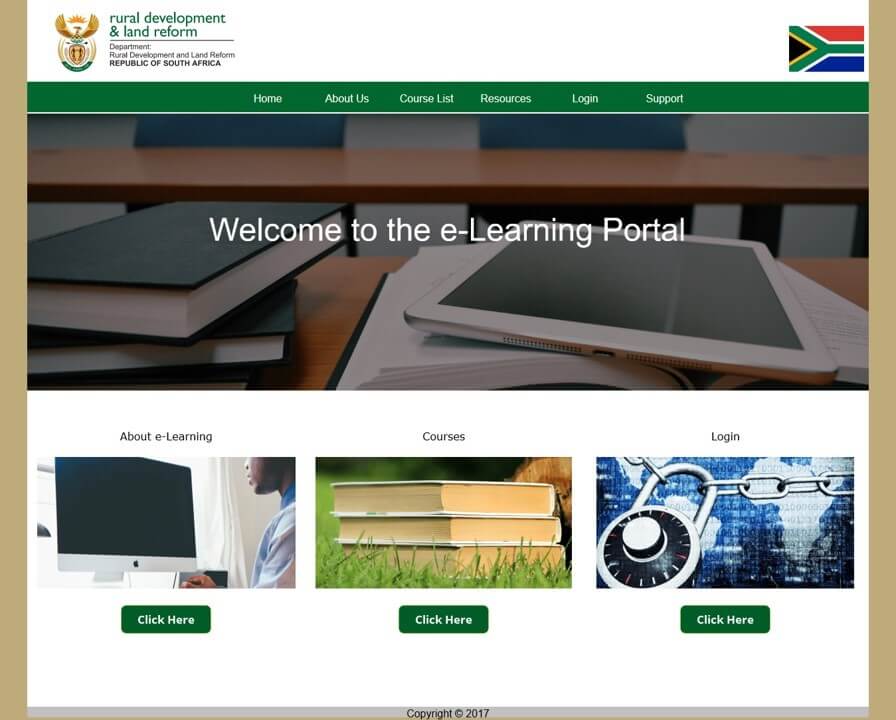 rural development
& land reform
Department:
Rural Development and Land Reform
REPUBLIC OF SOUTH AFRICA
Home About Us Course List Resources Login Support
Welcome to the e-Learning Portal
About e-Learning Courses Login
Click Here Click Here Click Here
Copyright © 2017